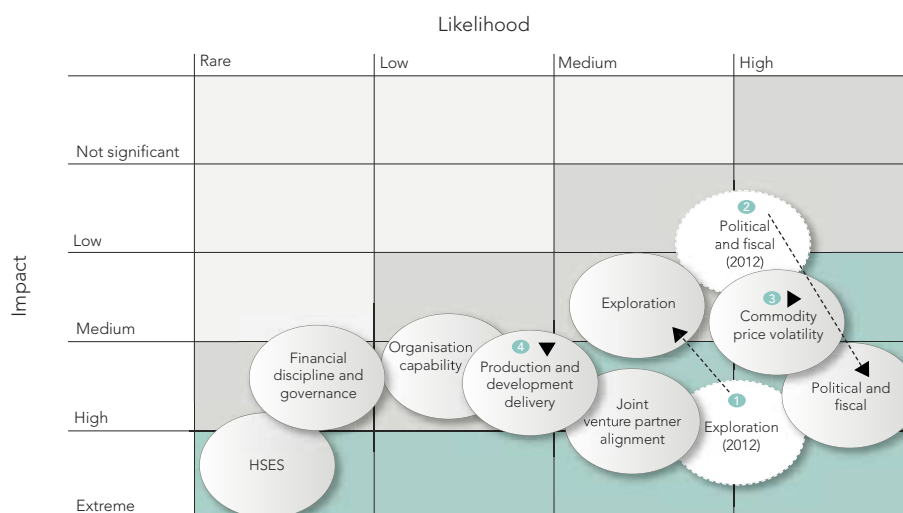 Likelihood
Rare
Low
Medium
High
Impact
Not significant
Low
Medium
High
Extreme
2
Political
and fiscal
(2012)
Exploration
3
Commodity
price volatility
Financial
discipline and
governance
Organisation
capability
4
Production and
development
delivery
Political and
fiscal
Joint
venture partner
alignment
1
Exploration
(2012)
HSES